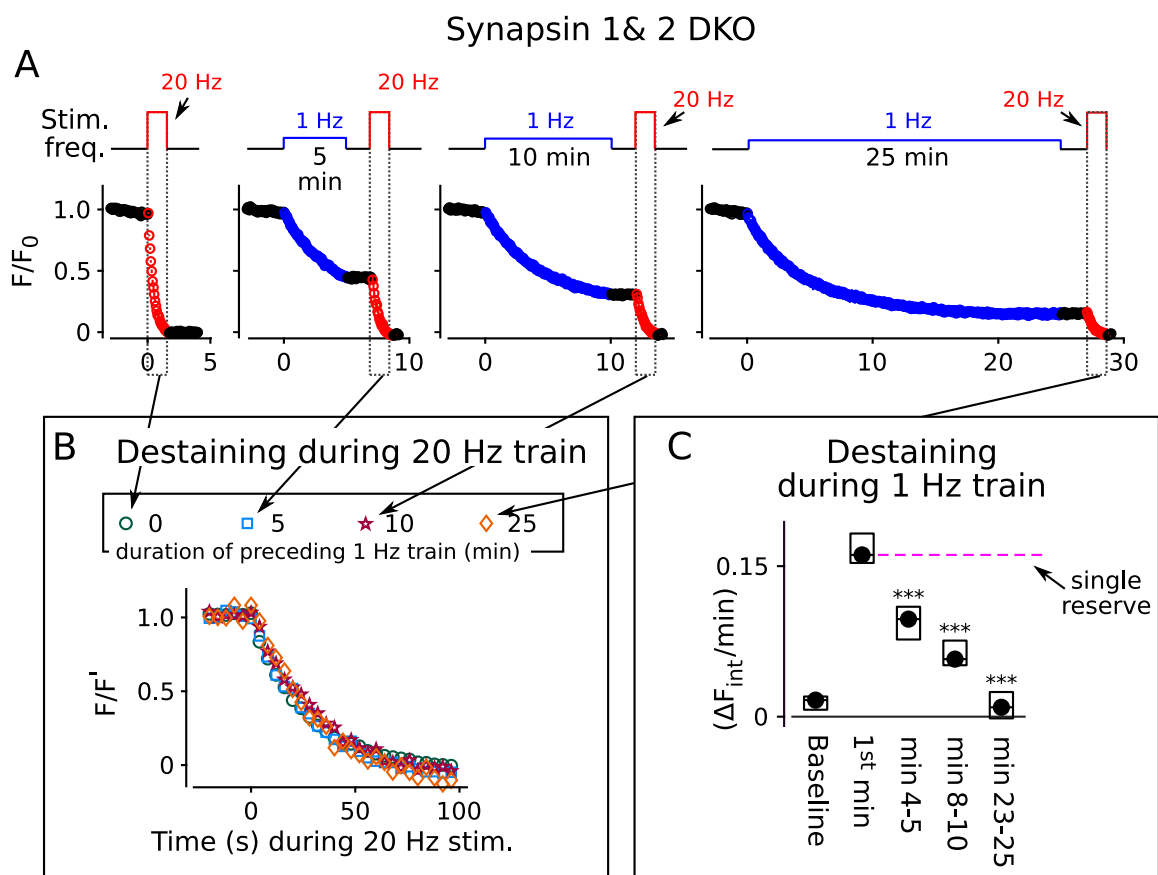 Synapsin 1& 2 DKO
A
20 Hz
20 Hz
20 Hz
20 Hz
Stim.
freq.
1 Hz
5
min
1 Hz
10 min
1 Hz
25 min
F/F0
1.0
0.5
0
0 5
0 10
0 10
0 10 20 30
B
Destaining during 20 Hz train
0 5 10 25
duration of preceding 1 Hz train (min)
F/F'
1.0
0.5
0
0 50 100
Time (s) during 20 Hz stim.
C
Destaining
during 1 Hz train
(ΔFint/min)
0.15
0
single
reserve
***
***
***
Baseline
1st min
min 4-5
min 8-10
min 23-25